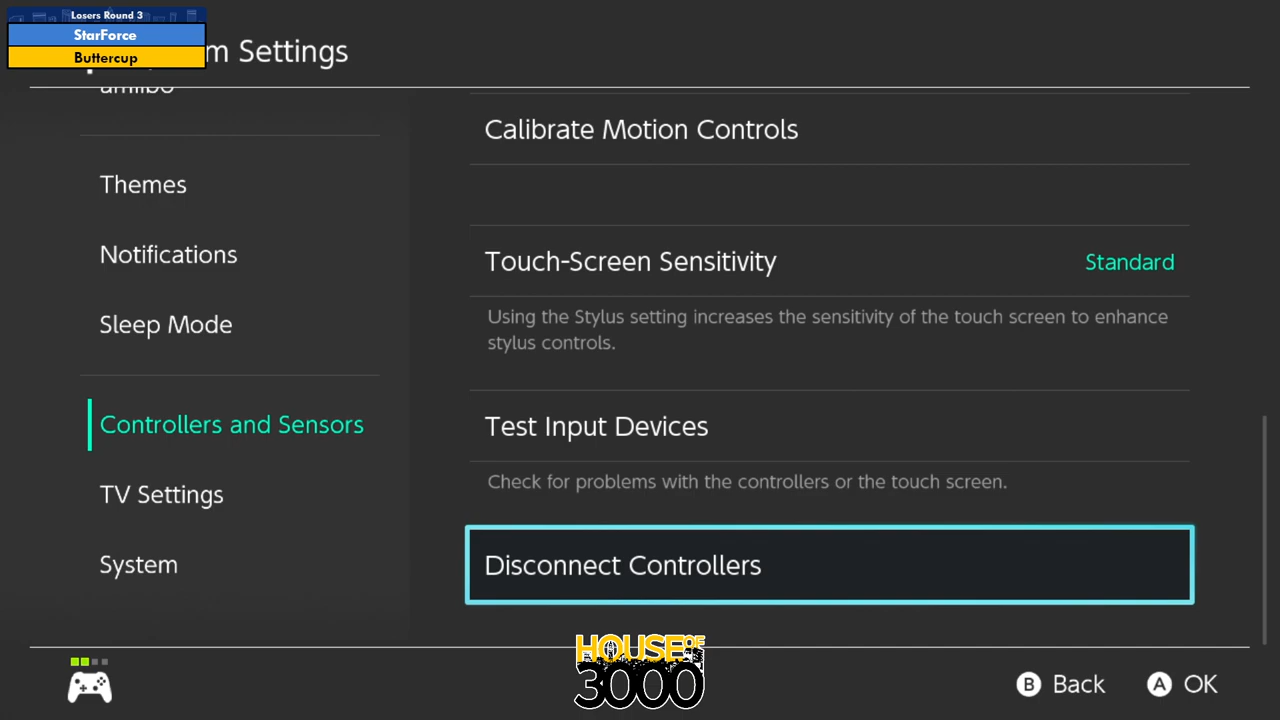 Losers Round 3
StarForce
Buttercup
m Settings
amiibo
Themes
Notifications
Sleep Mode
Controllers and Sensors
TV Settings
System
Calibrate Motion Controls
Touch-Screen Sensitivity Standard
Using the Stylus setting increases the sensitivity of the touch screen to enhance
stylus controls.
Test Input Devices
Check for problems with the controllers or the touch screen.
Disconnect Controllers
HOUSE OF
3000
B Back A OK